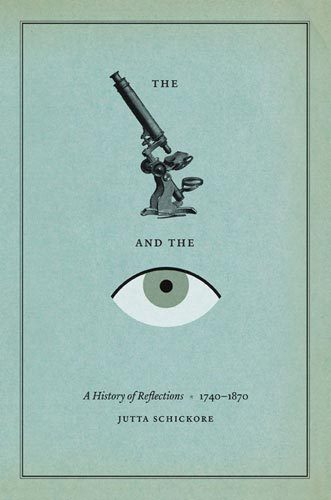 THE
AND THE
A History of Reflections * 1740–1870
JUTTA SCHICKORE